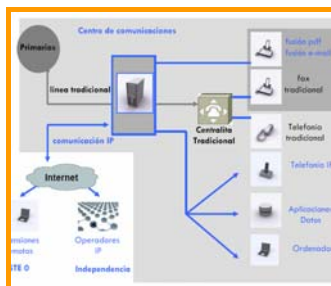 Centro de comunicaciones
Primarios
fusión pdf
fusión e-mail
fax
tradicional
línea tradicional
Centralita
Tradicional
Telefonía
tradicional
comunicación IP
Telefonía IP
Internet
Aplicaciones
Datos
Operadores
IP
Independencia
Ordenado